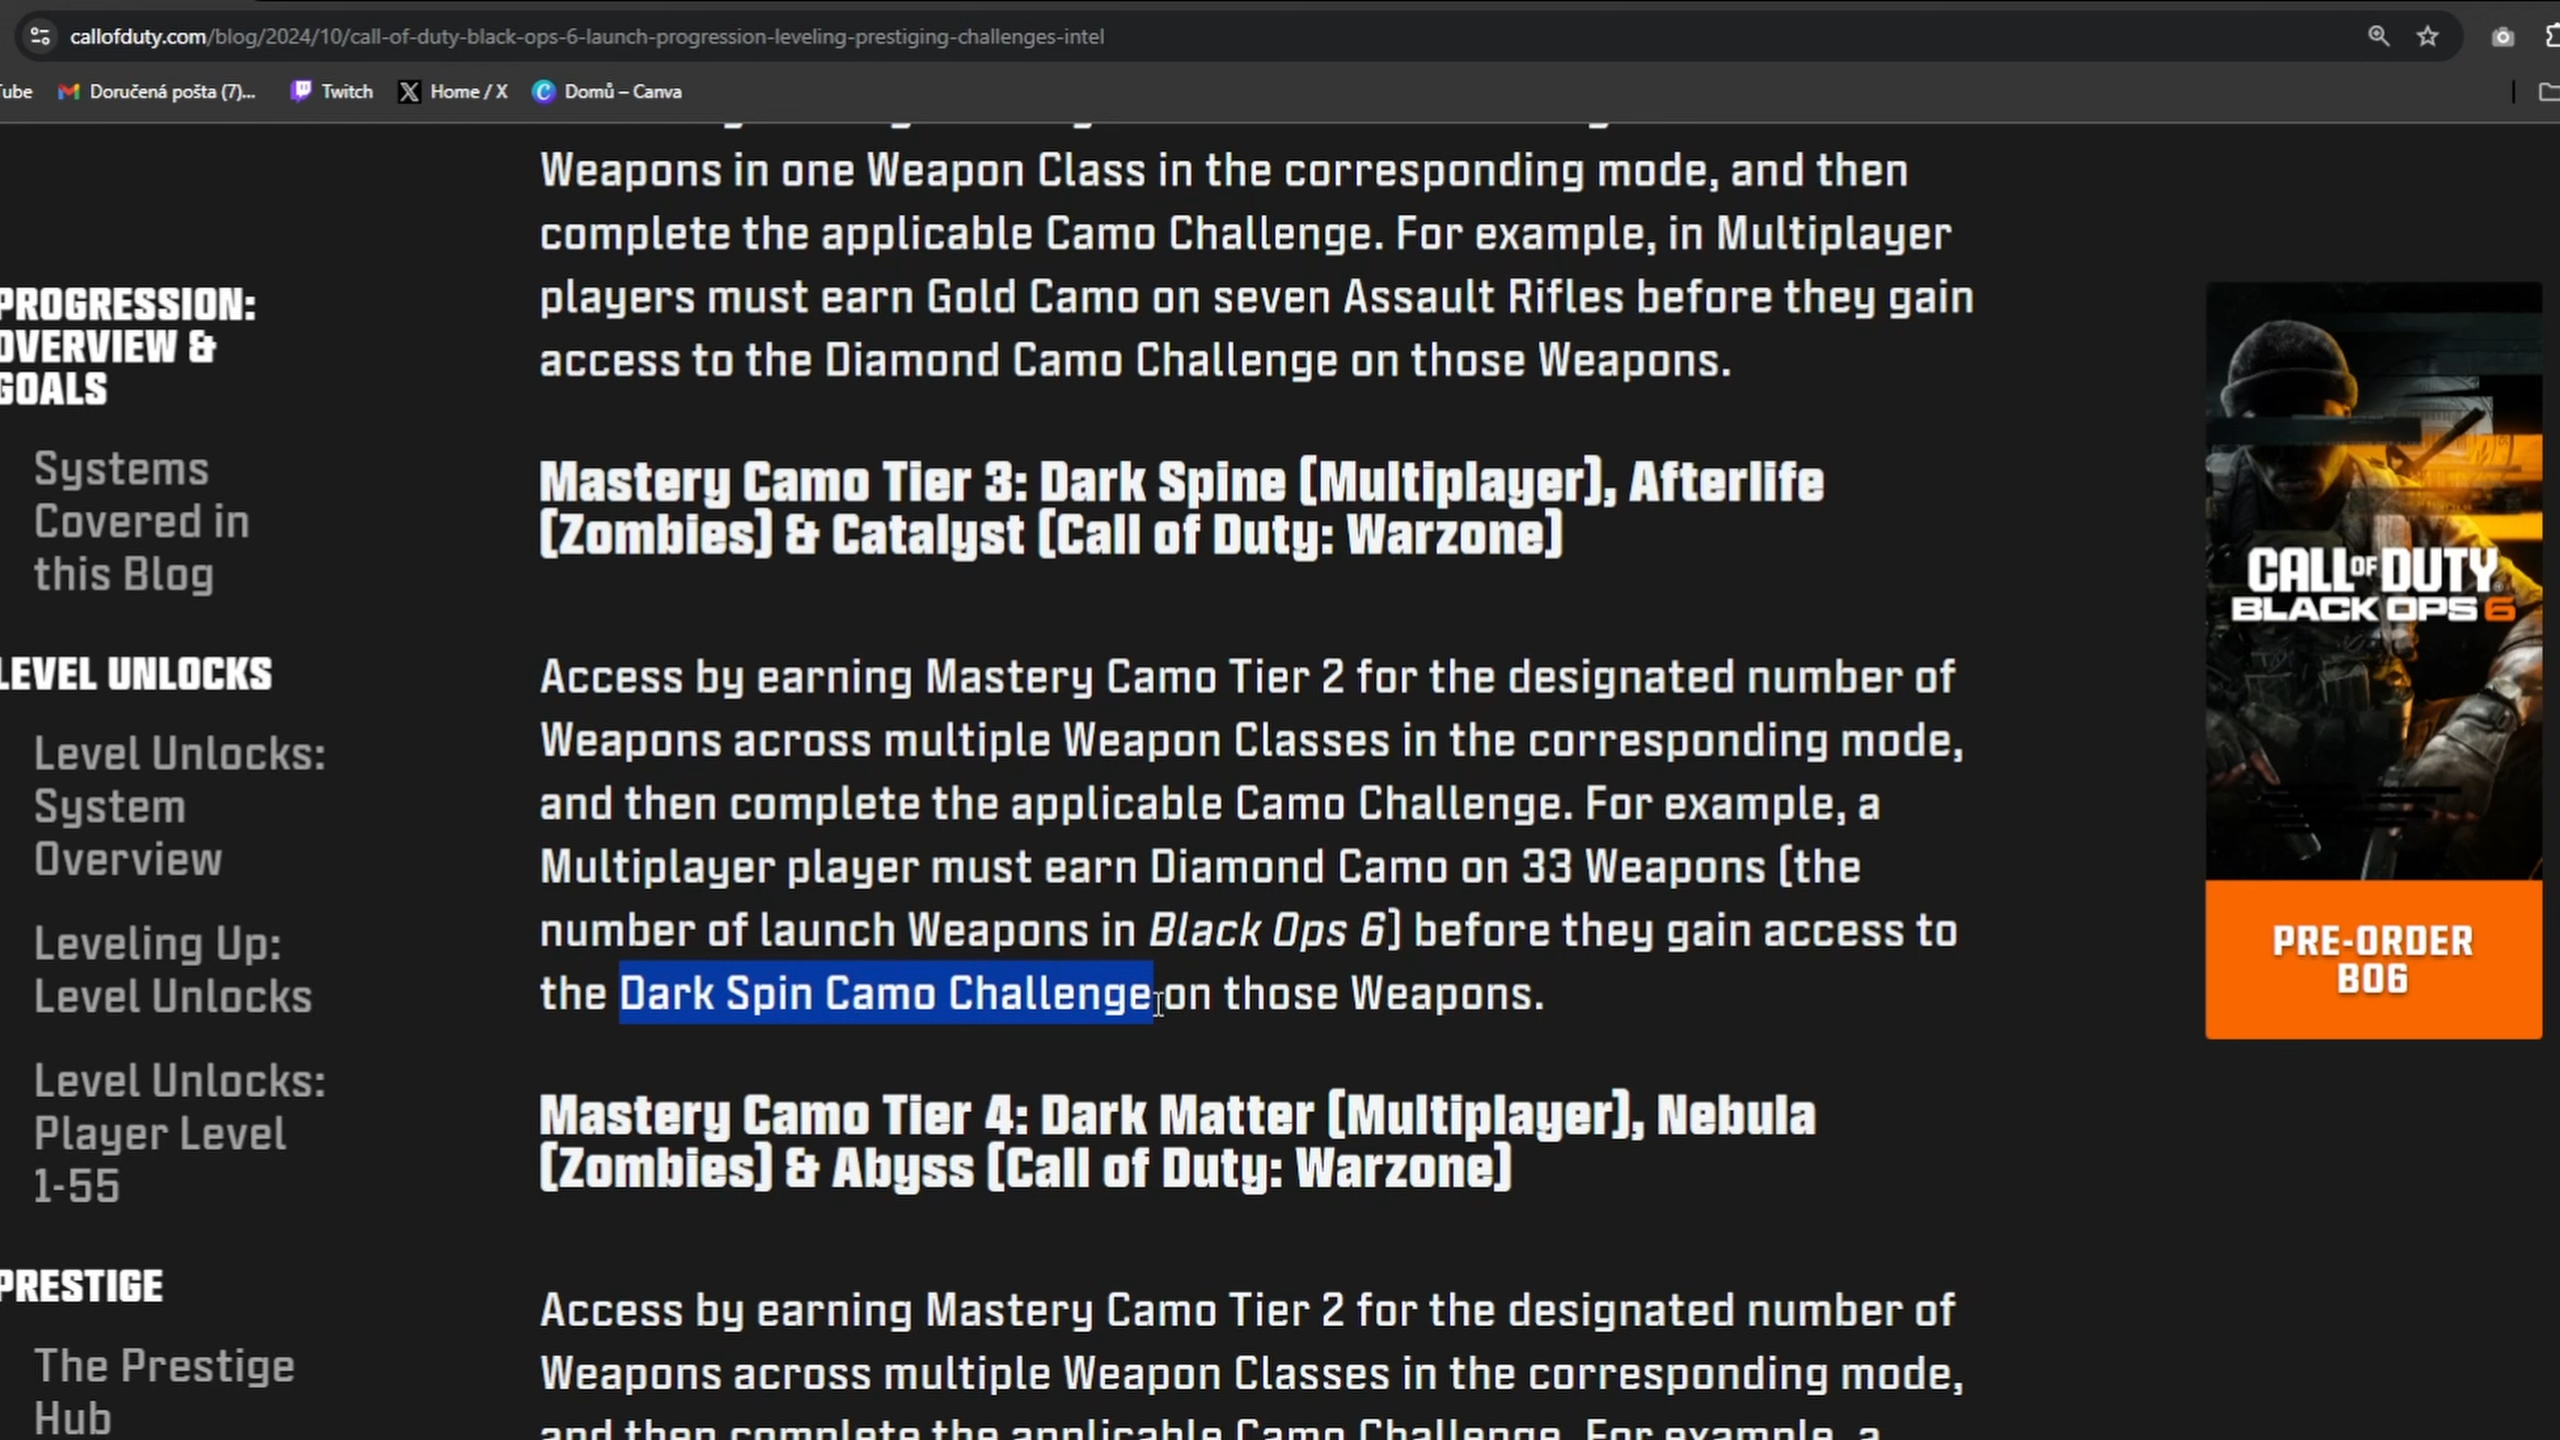 callofduty.com/blog/2024/10/call-of-duty-black-ops-6-launch-progression-leveling-prestiging-challenges-intel
ube Doručená pošta (7)... Twitch Home / X Domů – Canva
PROGRESSION:
OVERVIEW &
GOALS
Systems
Covered in
this Blog
LEVEL UNLOCKS
Level Unlocks:
System
Overview
Leveling Up:
Level Unlocks
Level Unlocks:
Player Level
1-55
PRESTIGE
The Prestige
Hub
Weapons in one Weapon Class in the corresponding mode, and then
complete the applicable Camo Challenge. For example, in Multiplayer
players must earn Gold Camo on seven Assault Rifles before they gain
access to the Diamond Camo Challenge on those Weapons.
Mastery Camo Tier 3: Dark Spine (Multiplayer), Afterlife
(Zombies) & Catalyst (Call of Duty: Warzone)
Access by earning Mastery Camo Tier 2 for the designated number of
Weapons across multiple Weapon Classes in the corresponding mode,
and then complete the applicable Camo Challenge. For example, a
Multiplayer player must earn Diamond Camo on 33 Weapons (the
number of launch Weapons in Black Ops 6) before they gain access to
the Dark Spin Camo Challenge on those Weapons.
Mastery Camo Tier 4: Dark Matter (Multiplayer), Nebula
(Zombies) & Abyss (Call of Duty: Warzone)
Access by earning Mastery Camo Tier 2 for the designated number of
Weapons across multiple Weapon Classes in the corresponding mode,
and then complete the applicable Camo Challenge. For example, a
CALL OF DUTY
BLACK OPS 6
PRE-ORDER
BO6